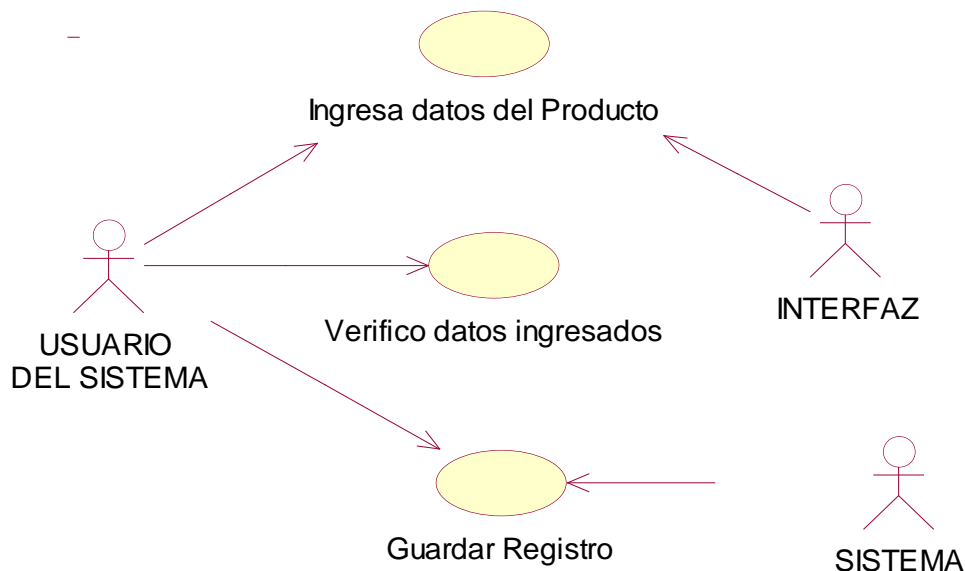 Ingresa datos del Producto
INTERFAZ
Verifico datos ingresados
USUARIO
DEL SISTEMA
Guardar Registro
SISTEMA